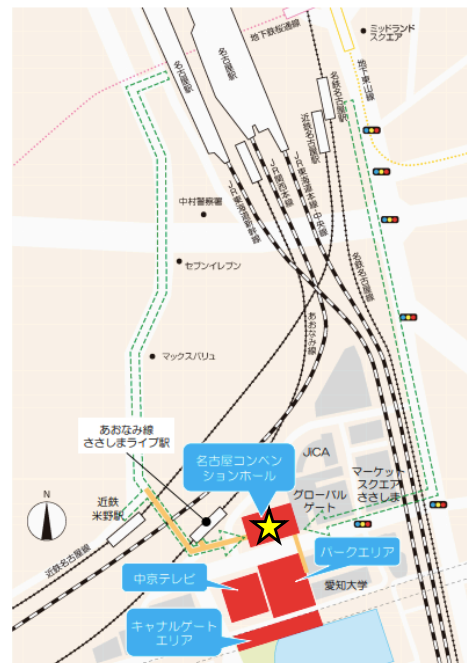 地下鉄桜通線
ミッドランド
スクエア
地下鉄東山線
名古屋駅
名古屋駅
名鉄名古屋駅
近鉄名古屋駅
中村警察署
JR東海道新幹線
JR関西本線
JR東海道本線
中央線
名鉄名古屋線
セブンイレブン
あおなみ線
マックスバリュ
あおなみ線
ささしまライブ駅
名古屋コンベン
ションホール
JICA
マーケット
スクエア
ささしま
グローバル
ゲート
N
近鉄
米野駅
近鉄名古屋線
パークエリア
中京テレビ
愛知大学
キャナルゲート
エリア